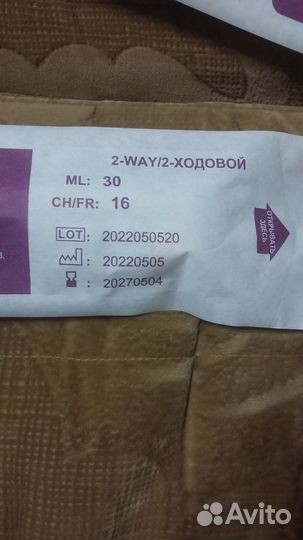 2-WAY/2-ХОДОВОЙ
ML: 30
CH/FR: 16
LOT: 2022050520
: 20220505
: 20270504
ОТКРЫВАТЬ
ЗДЕСЬ
Avito